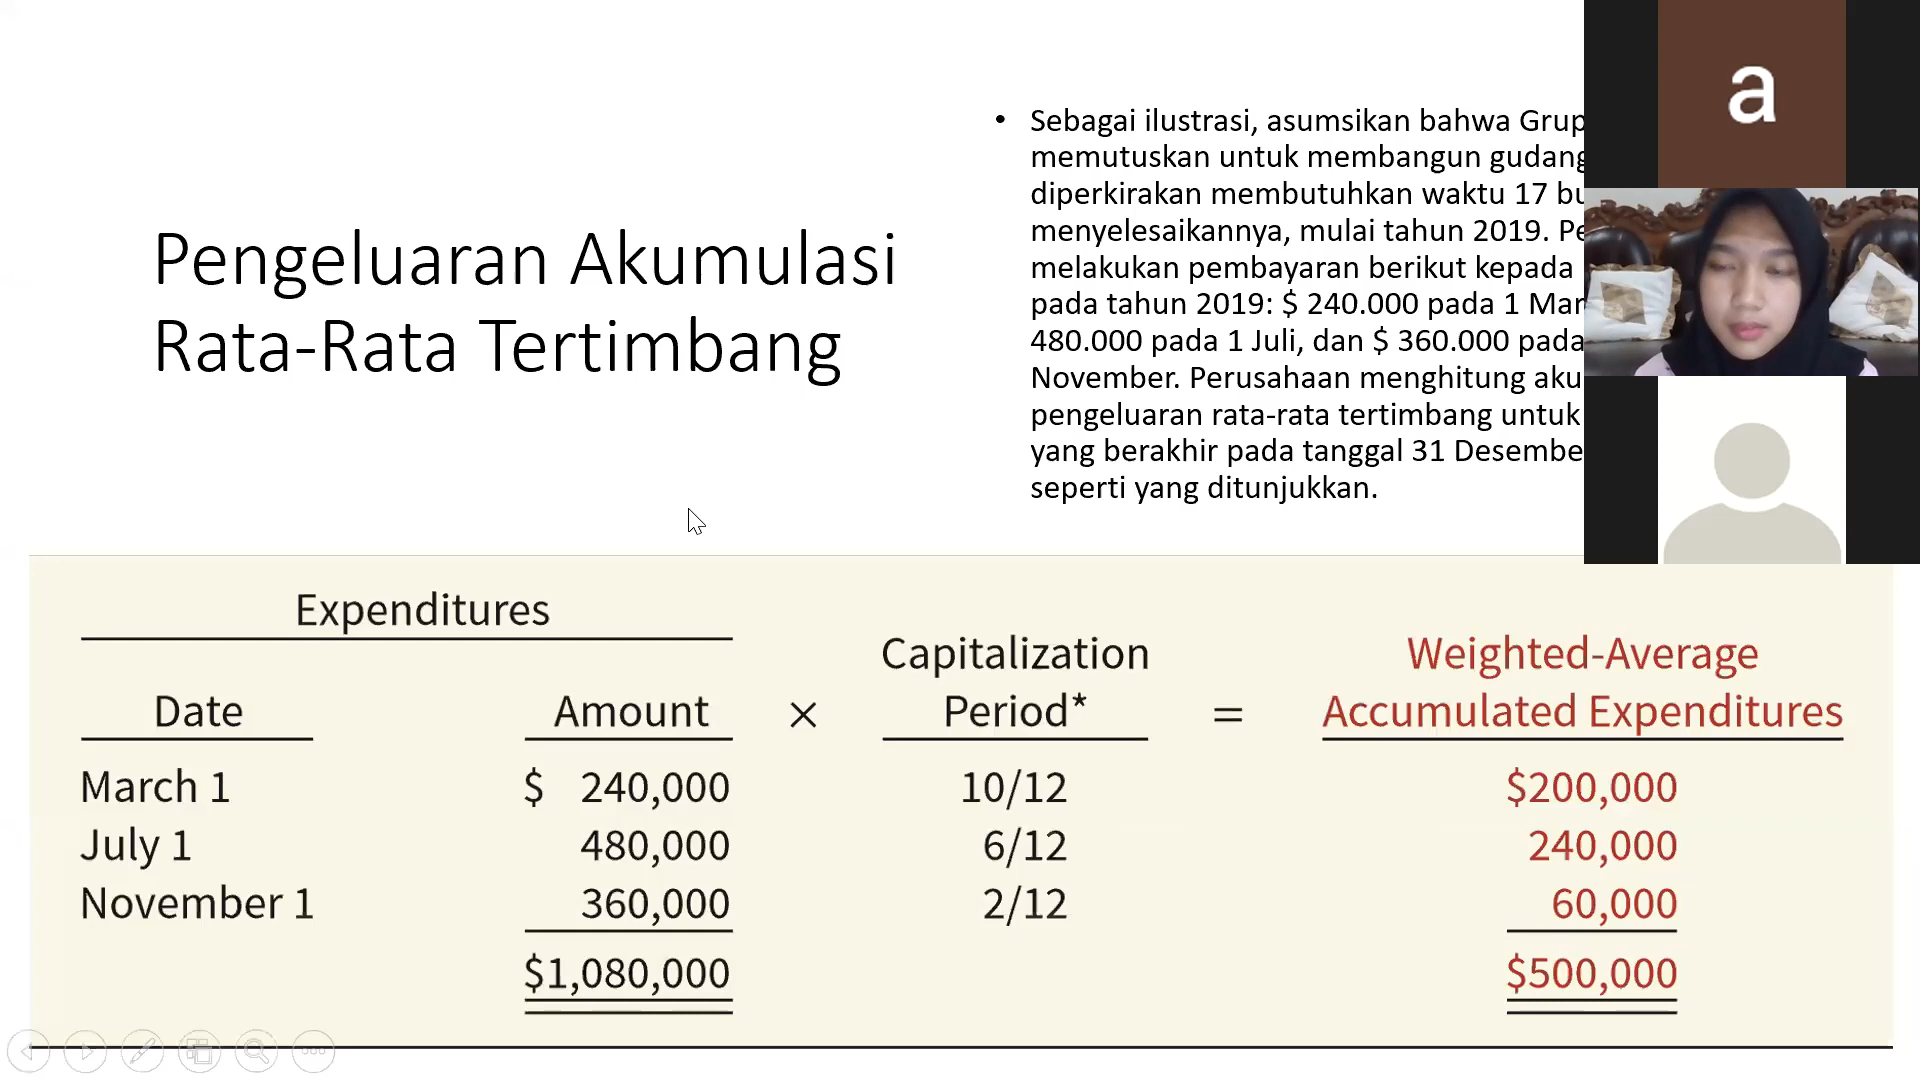 Pengeluaran Akumulasi
Rata-Rata Tertimbang
• Sebagai ilustrasi, asumsikan bahwa Grup
memutuskan untuk membangun gudang
diperkirakan membutuhkan waktu 17
menyelesaikannya, mulai tahun 2019.
melakukan pembayaran berikut kepada
pada tahun 2019: $ 240.000 pada 1
480.000 pada 1 Juli, dan $ 360.000 pada
November. Perusahaan menghitung
pengeluaran rata-rata tertimbang untuk
yang berakhir pada tanggal 31
seperti yang ditunjukkan.
a
Expenditures
Capitalization
Weighted-Average
Date Amount × Period* = Accumulated Expenditures
March 1 $ 240,000 10/12 $200,000
July 1 480,000 6/12 240,000
November 1 360,000 2/12 60,000
$1,080,000 $500,000